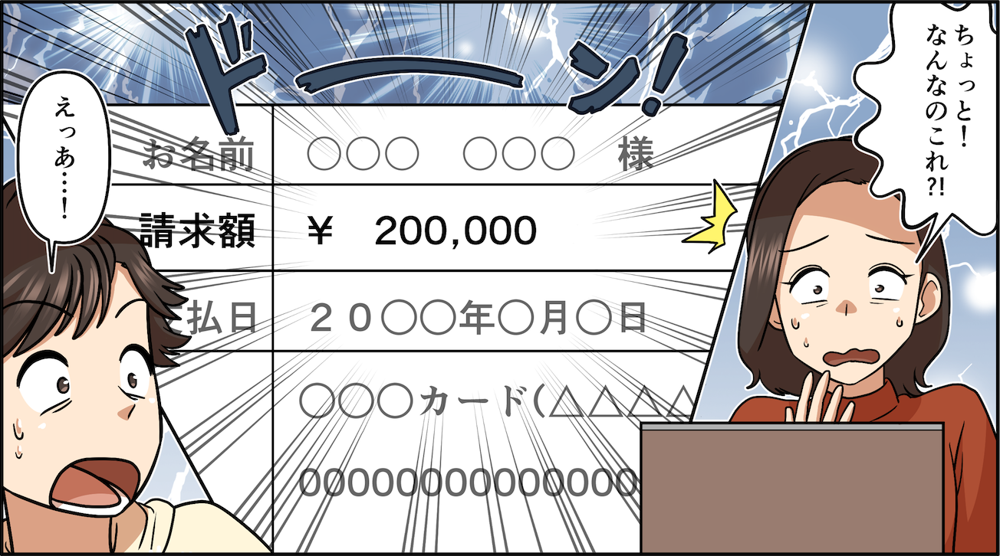 ちょっと!
なんなのこれ?!
ドーン!
えっあ…!
お名前 ○○○ ○○○ 様
請求額 ¥ 200,000
払日 20○○年○月○日
○○○カード(△△△△
000000000000000